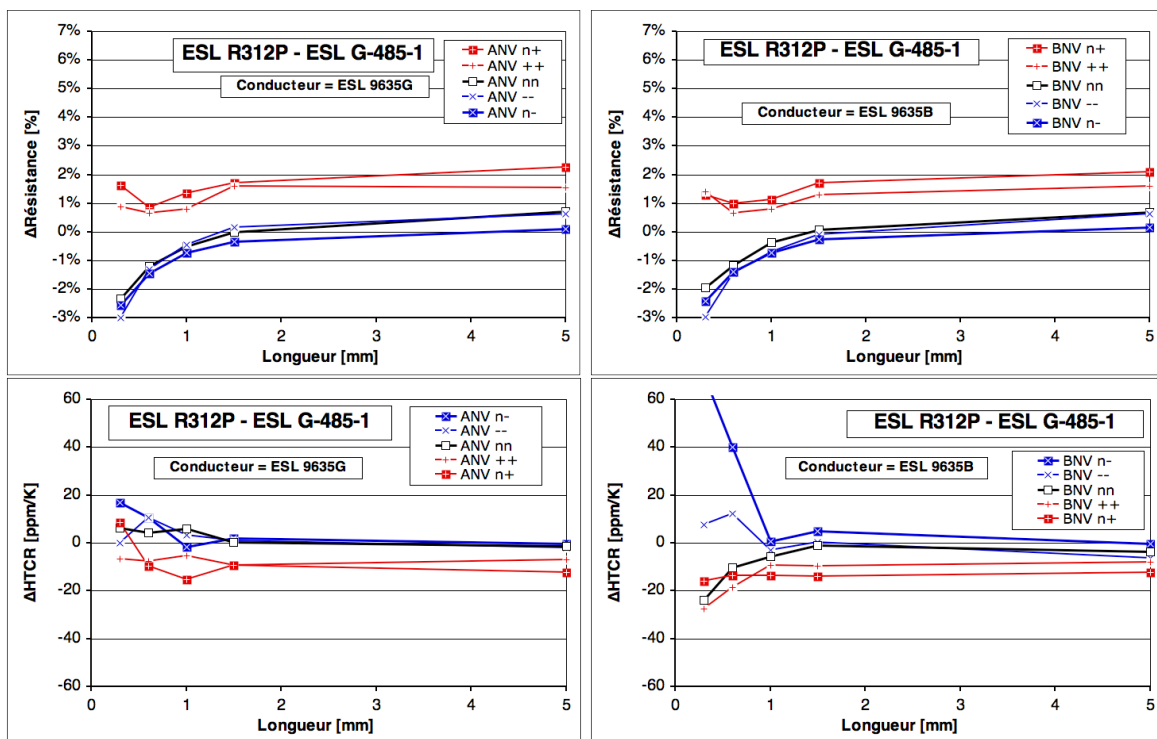 ESL R312P - ESL G-485-1
Conducteur = ESL 9635G
ANV n+
ANV ++
ANV nn
ANV --
ANV n-
ΔRésistance [%]
7%
6%
5%
4%
3%
2%
1%
0%
-1%
-2%
-3%
0 1 2 3 4 5
Longueur [mm]
ESL R312P - ESL G-485-1
Conducteur = ESL 9635B
BNV n+
BNV ++
BNV nn
BNV --
BNV n-
ΔRésistance [%]
7%
6%
5%
4%
3%
2%
1%
0%
-1%
-2%
-3%
0 1 2 3 4 5
Longueur [mm]
ESL R312P - ESL G-485-1
Conducteur = ESL 9635G
ANV n-
ANV --
ANV nn
ANV ++
ANV n+
ΔHTCR [ppm/K]
60
40
20
0
-20
-40
-60
0 1 2 3 4 5
Longueur [mm]
ESL R312P - ESL G-485-1
Conducteur = ESL 9635B
BNV n-
BNV --
BNV nn
BNV ++
BNV n+
ΔHTCR [ppm/K]
60
40
20
0
-20
-40
-60
0 1 2 3 4 5
Longueur [mm]